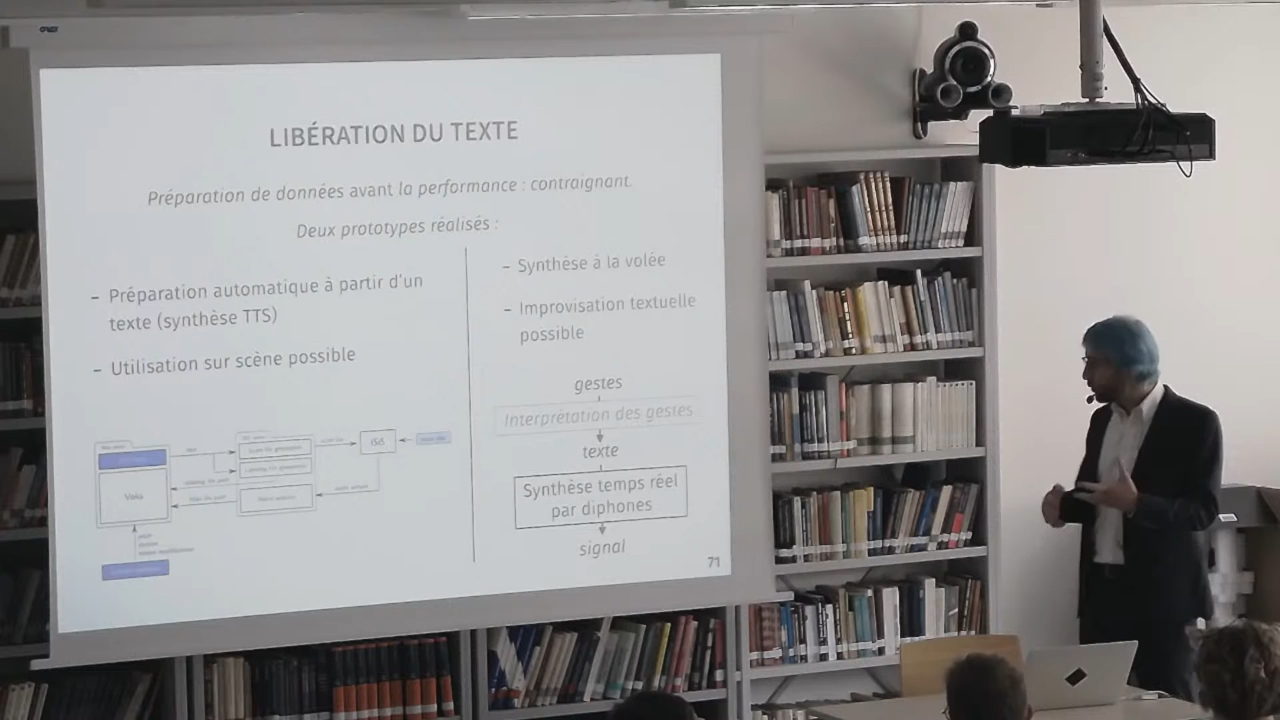 LIBÉRATION DU TEXTE
Préparation de données avant la performance : contraignant.
Deux prototypes réalisés :
– Préparation automatique à partir d'un
texte (synthèse TTS)
– Utilisation sur scène possible
Voks
– Synthèse à la volée
– Improvisation textuelle
possible
gestes
Interprétation des gestes
texte
Synthèse temps réel
par diphones
signal
71